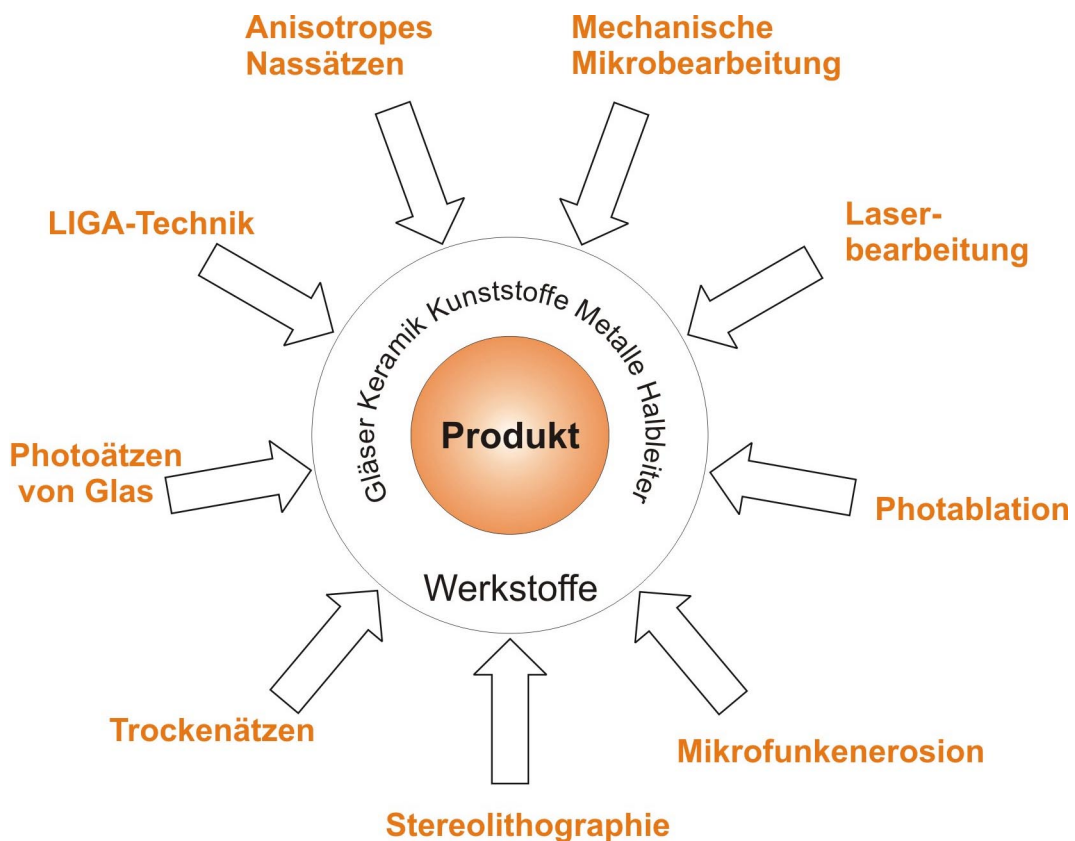 Anisotropes
Nassätzen
Mechanische
Mikrobearbeitung
LIGA-Technik
Laser-
bearbeitung
Gläser Keramik Kunststoffe Metalle Halbleiter
Produkt
Photoätzen
von Glas
Photablation
Werkstoffe
Trockenätzen
Mikrofunkenerosion
Stereolithographie